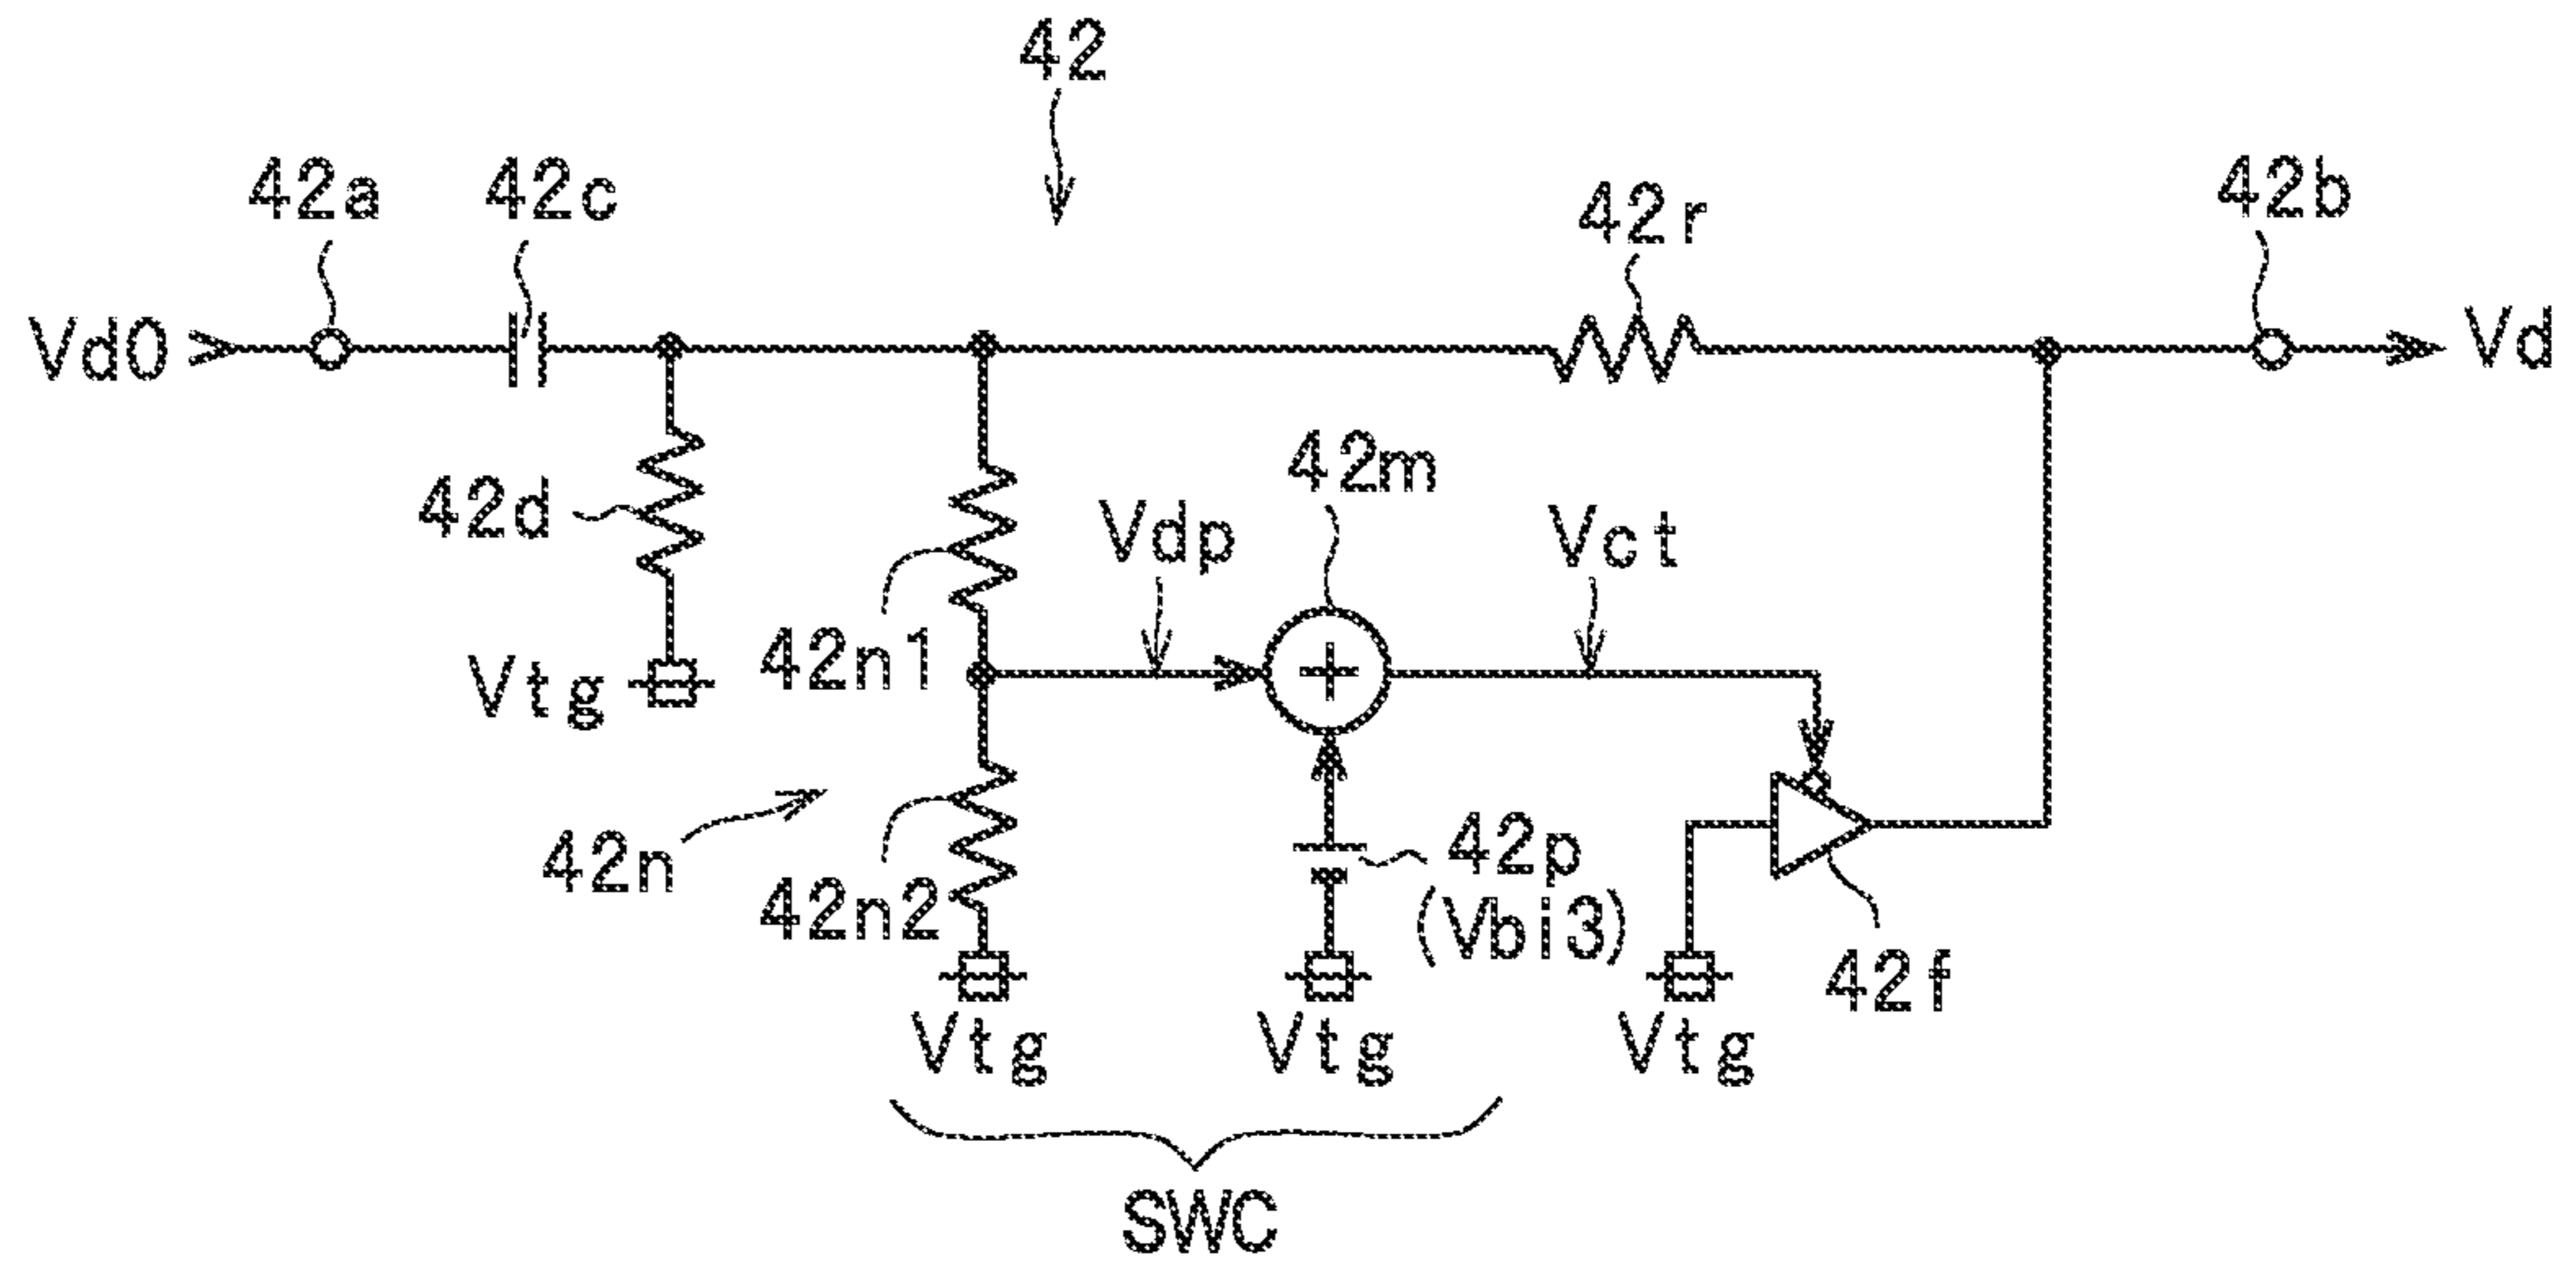 42
42a
42c
42r
42b
Vd0
Vd
42d
42m
Vdp
Vct
42n1
Vtg
42n
42n2
42p
(Vbi3)
42f
Vtg
Vtg
Vtg
SWC